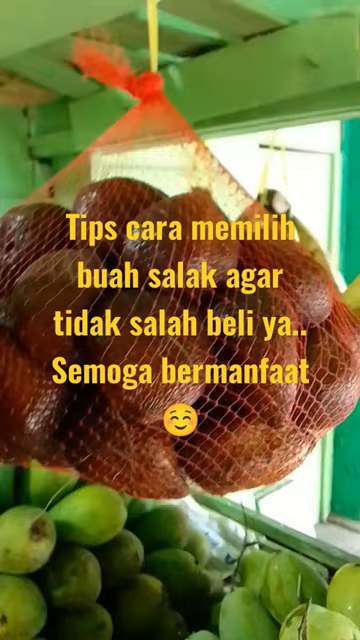 Tips cara memilih
buah salak agar
tidak salah beli ya..
Semoga bermanfaat
☺️